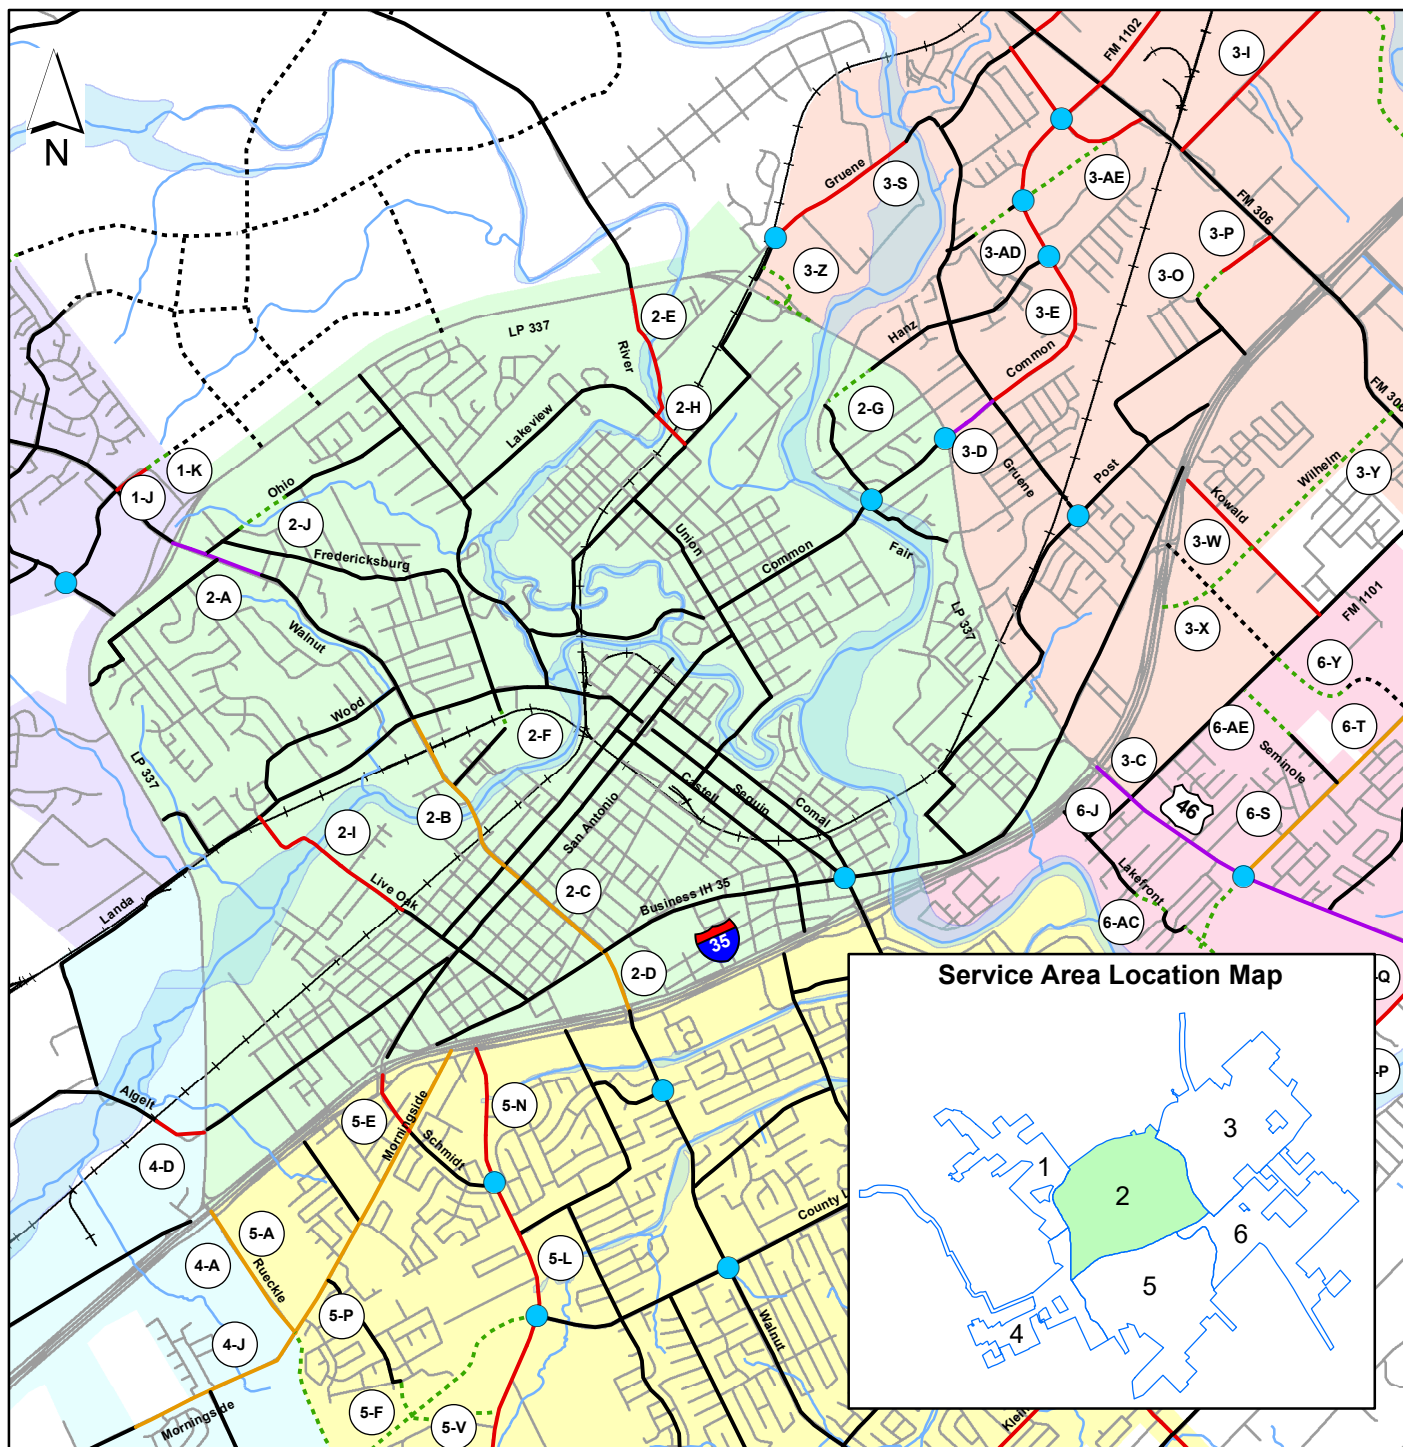 FM 1102
3-I
N
Gruene
3-S
3-AE
FM 306
3-P
3-AD
3-Z
3-O
2-E
3-E
LP 337
River
Hanz
Common
FM 306
2-H
2-G
Lakeview
3-D
Gruene
Post
Wilhelm
3-Y
1-K
1-J
Ohio
Kowald
2-J
Union
3-W
Fredericksburg
Common
Fair
2-A
FM 1101
LP 337
3-X
Walnut
6-Y
Wood
2-F
6-AE
6-T
LP 337
3-C
Seminole
Castell
Sequin
Comal
46
6-J
6-S
2-B
2-I
San Antonio
Live Oak
2-C
Business IH 35
Lakefront
Landa
6-AC
35
2-D
Service Area Location Map
-Q
-P
Algelt
5-N
5-E
Morningside
Schmidt
3
1
4-D
2
6
County L
5-A
4-A
5-L
Rueckle
5
5-P
4
4-J
Walnut
5-F
5-V
Morningside
Klein